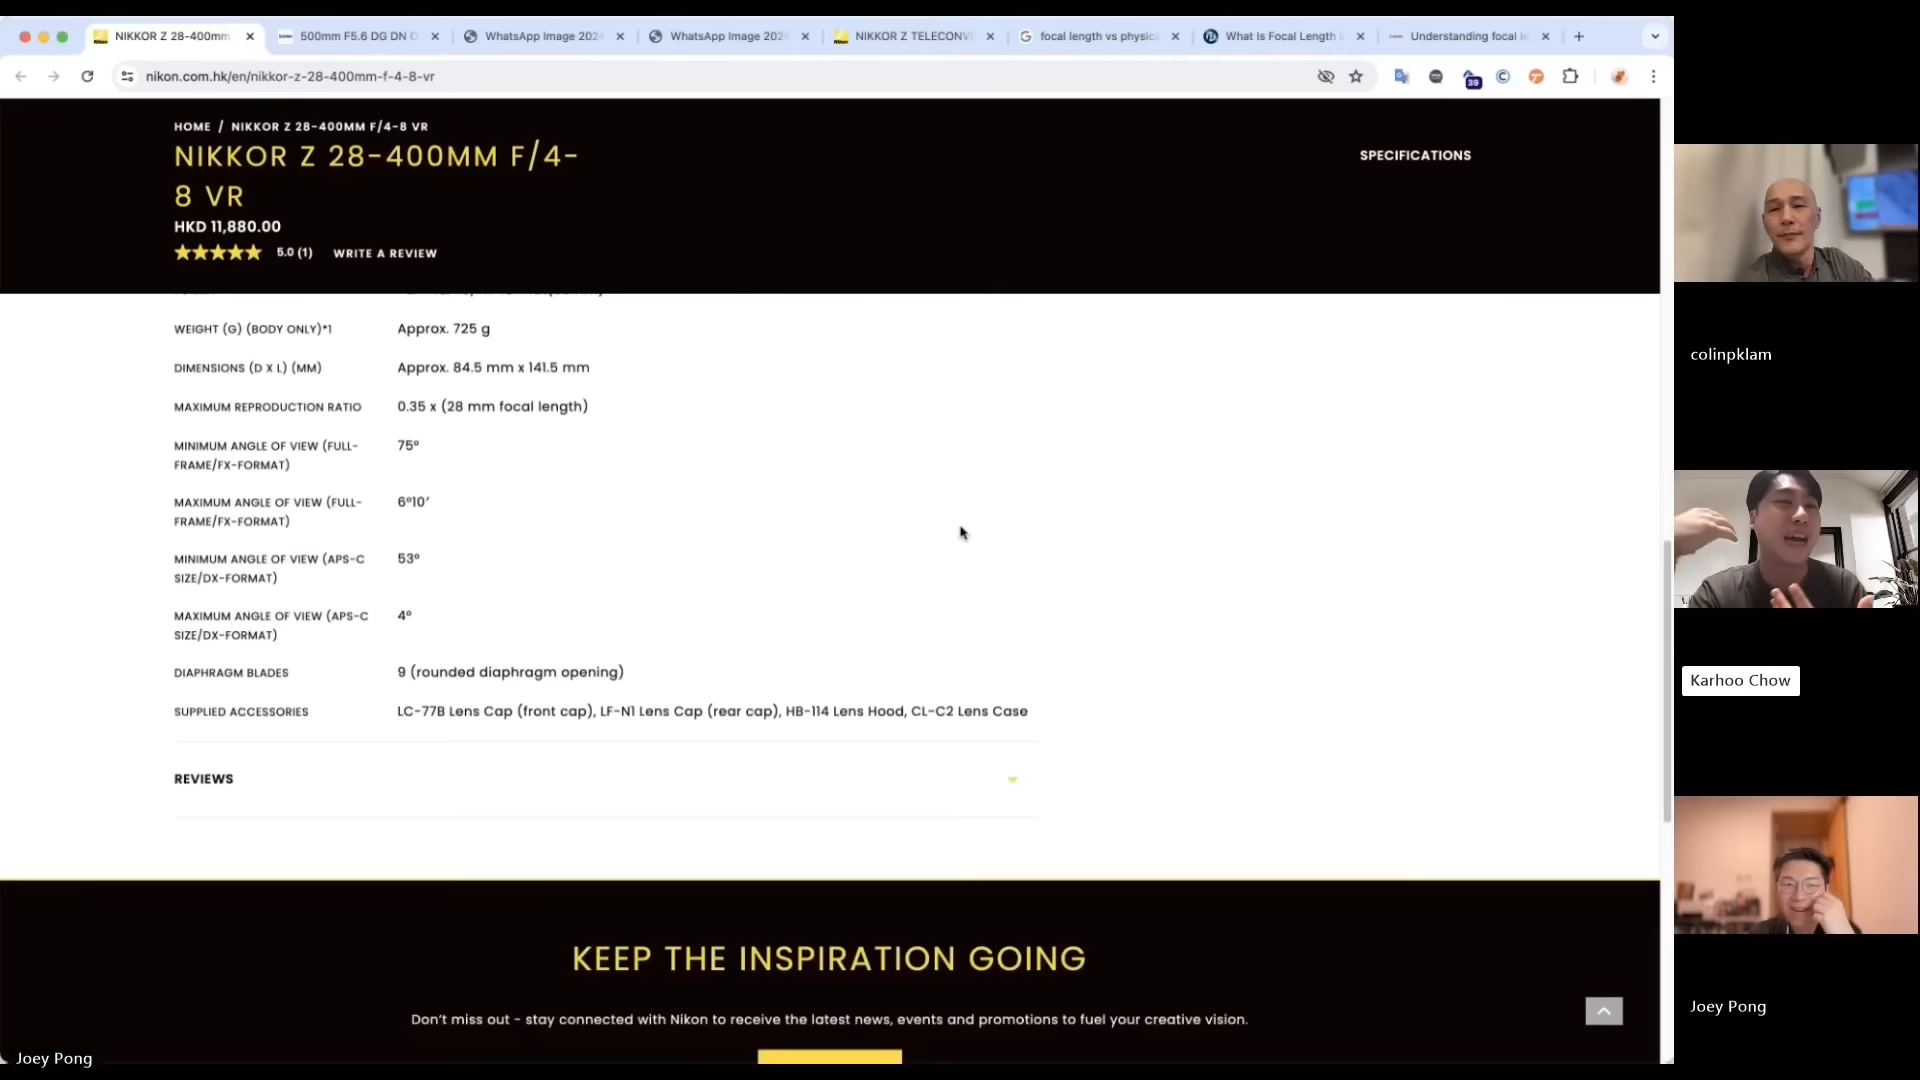 NIKKOR Z 28-400mm
500mm F5.6 DG DN O
WhatsApp Image 2024
WhatsApp Image 2024
NIKKOR Z TELECONVE
focal length vs physica
What Is Focal Length
Understanding focal le
nikon.com.hk/en/nikkor-z-28-400mm-f-4-8-vr
39
HOME / NIKKOR Z 28-400MM F/4-8 VR
NIKKOR Z 28-400MM F/4-
8 VR
HKD 11,880.00
5.0 (1) WRITE A REVIEW
SPECIFICATIONS
WEIGHT (G) (BODY ONLY)*1
Approx. 725 g
DIMENSIONS (D X L) (MM)
Approx. 84.5 mm x 141.5 mm
MAXIMUM REPRODUCTION RATIO
0.35 x (28 mm focal length)
MINIMUM ANGLE OF VIEW (FULL-
FRAME/FX-FORMAT)
75°
MAXIMUM ANGLE OF VIEW (FULL-
FRAME/FX-FORMAT)
6°10′
MINIMUM ANGLE OF VIEW (APS-C
SIZE/DX-FORMAT)
53°
MAXIMUM ANGLE OF VIEW (APS-C
SIZE/DX-FORMAT)
4°
DIAPHRAGM BLADES
9 (rounded diaphragm opening)
SUPPLIED ACCESSORIES
LC-77B Lens Cap (front cap), LF-N1 Lens Cap (rear cap), HB-114 Lens Hood, CL-C2 Lens Case
REVIEWS
KEEP THE INSPIRATION GOING
Don't miss out - stay connected with Nikon to receive the latest news, events and promotions to fuel your creative vision.
Joey Pong
colinpklam
Karhoo Chow
Joey Pong